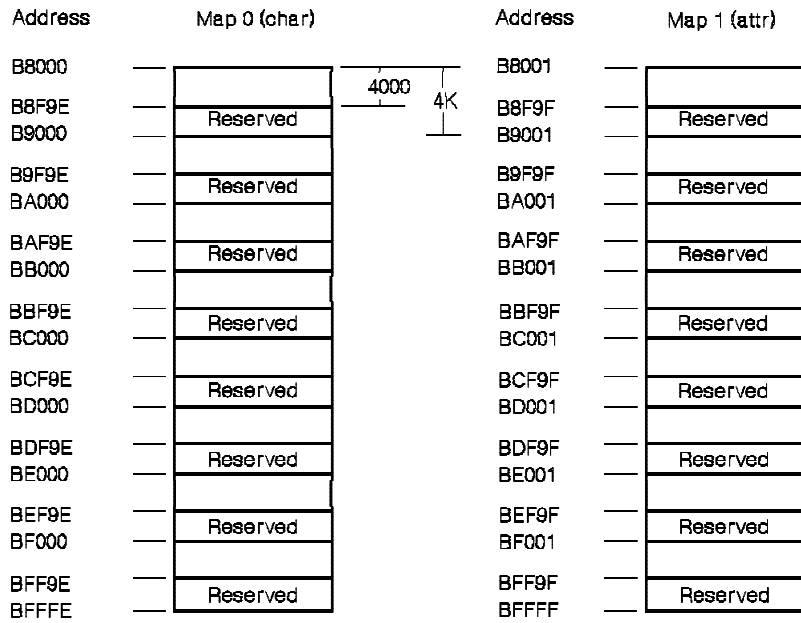 Address Map 0 (char) Address Map 1 (attr)
B8000 B8001
4000
B8F9E 4K B8F9F
Reserved Reserved
B9000 B9001
B9F9E B9F9F
Reserved Reserved
BA000 BA001
BAF9E BAF9F
Reserved Reserved
BB000 BB001
BBF9E BBF9F
Reserved Reserved
BC000 BC001
BCF9E BCF9F
Reserved Reserved
BD000 BD001
BDF9E BDF9F
Reserved Reserved
BE000 BE001
BEF9E BEF9F
Reserved Reserved
BF000 BF001
BFF9E BFF9F
Reserved Reserved
BFFFE BFFFF